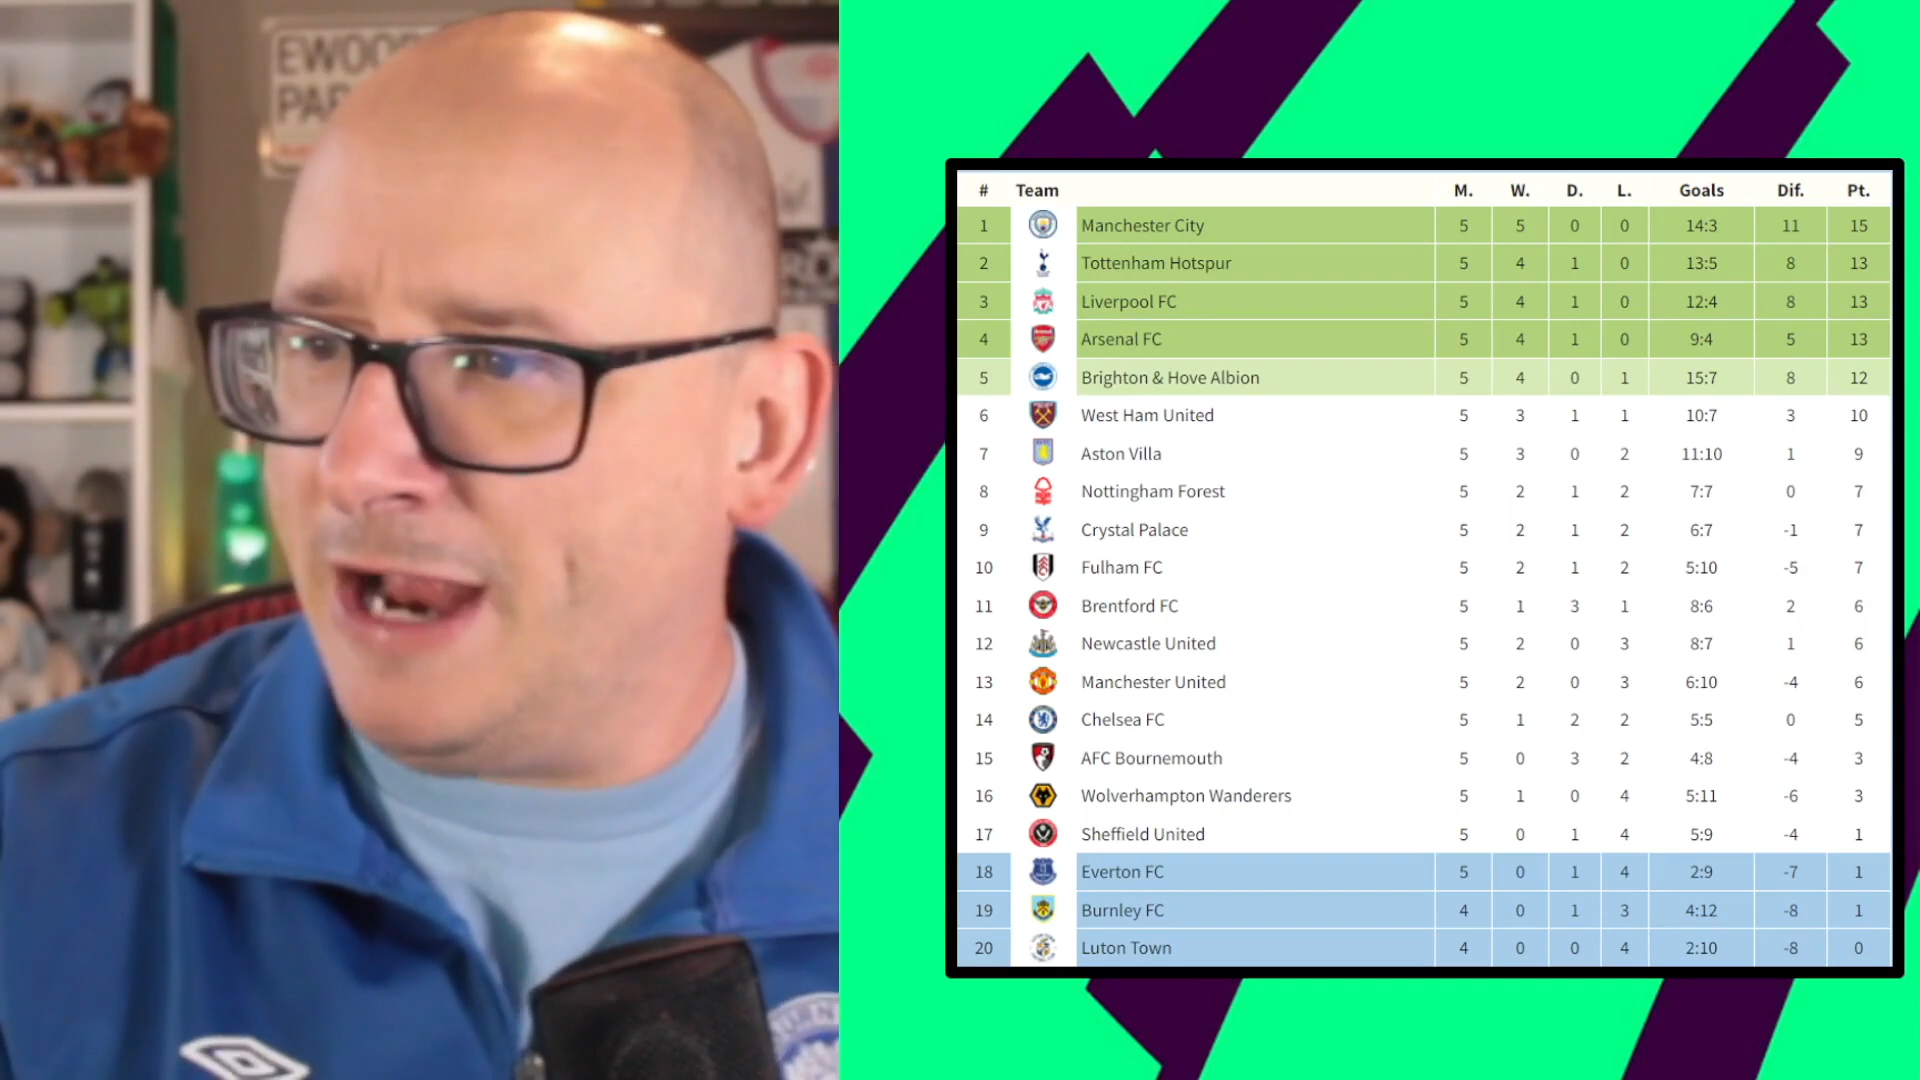 EWOOD
PAR
# Team M. W. D. L. Goals Dif. Pt.
1 Manchester City 5 5 0 0 14:3 11 15
2 Tottenham Hotspur 5 4 1 0 13:5 8 13
3 Liverpool FC 5 4 1 0 12:4 8 13
4 Arsenal FC 5 4 1 0 9:4 5 13
5 Brighton & Hove Albion 5 4 0 1 15:7 8 12
6 West Ham United 5 3 1 1 10:7 3 10
7 Aston Villa 5 3 0 2 11:10 1 9
8 Nottingham Forest 5 2 1 2 7:7 0 7
9 Crystal Palace 5 2 1 2 6:7 -1 7
10 Fulham FC 5 2 1 2 5:10 -5 7
11 Brentford FC 5 1 3 1 8:6 2 6
12 Newcastle United 5 2 0 3 8:7 1 6
13 Manchester United 5 2 0 3 6:10 -4 6
14 Chelsea FC 5 1 2 2 5:5 0 5
15 AFC Bournemouth 5 0 3 2 4:8 -4 3
16 Wolverhampton Wanderers 5 1 0 4 5:11 -6 3
17 Sheffield United 5 0 1 4 5:9 -4 1
18 Everton FC 5 0 1 4 2:9 -7 1
19 Burnley FC 4 0 1 3 4:12 -8 1
20 Luton Town 4 0 0 4 2:10 -8 0